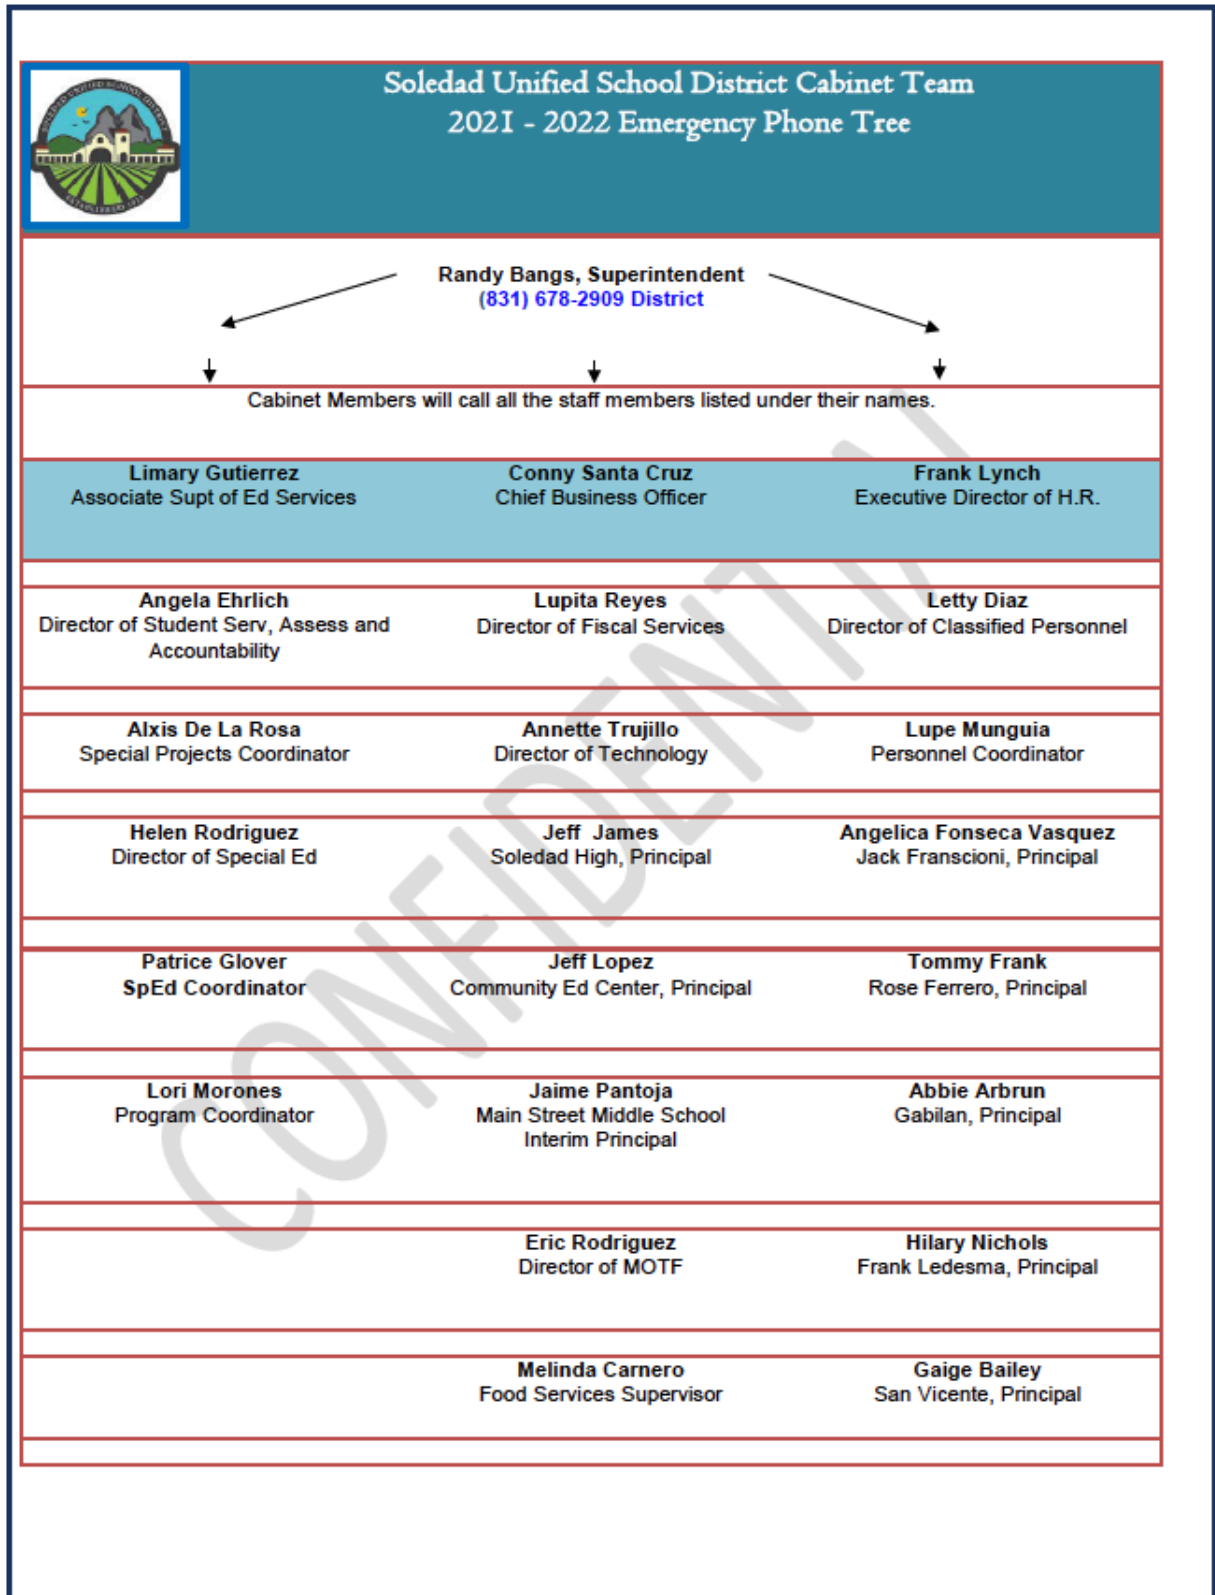 SOLEDAD UNIFIED SCHOOL DISTRICT
Soledad Unified School District Cabinet Team
2021 - 2022 Emergency Phone Tree
Randy Bangs, Superintendent
(831) 678-2909 District
Cabinet Members will call all the staff members listed under their names.
Limary Gutierrez Conny Santa Cruz Frank Lynch
Associate Supt of Ed Services Chief Business Officer Executive Director of H.R.
Angela Ehrlich Lupita Reyes Letty Diaz
Director of Student Serv, Assess and Director of Fiscal Services Director of Classified Personnel
Accountability
Alxis De La Rosa Annette Trujillo Lupe Munguia
Special Projects Coordinator Director of Technology Personnel Coordinator
Helen Rodriguez Jeff James Angelica Fonseca Vasquez
Director of Special Ed Soledad High, Principal Jack Franscioni, Principal
Patrice Glover Jeff Lopez Tommy Frank
SpEd Coordinator Community Ed Center, Principal Rose Ferrero, Principal
Lori Morones Jaime Pantoja Abbie Arbrun
Program Coordinator Main Street Middle School Gabilan, Principal
Interim Principal
Eric Rodriguez Hilary Nichols
Director of MOTF Frank Ledesma, Principal
Melinda Carnero Gaige Bailey
Food Services Supervisor San Vicente, Principal
CONFIDENTIAL